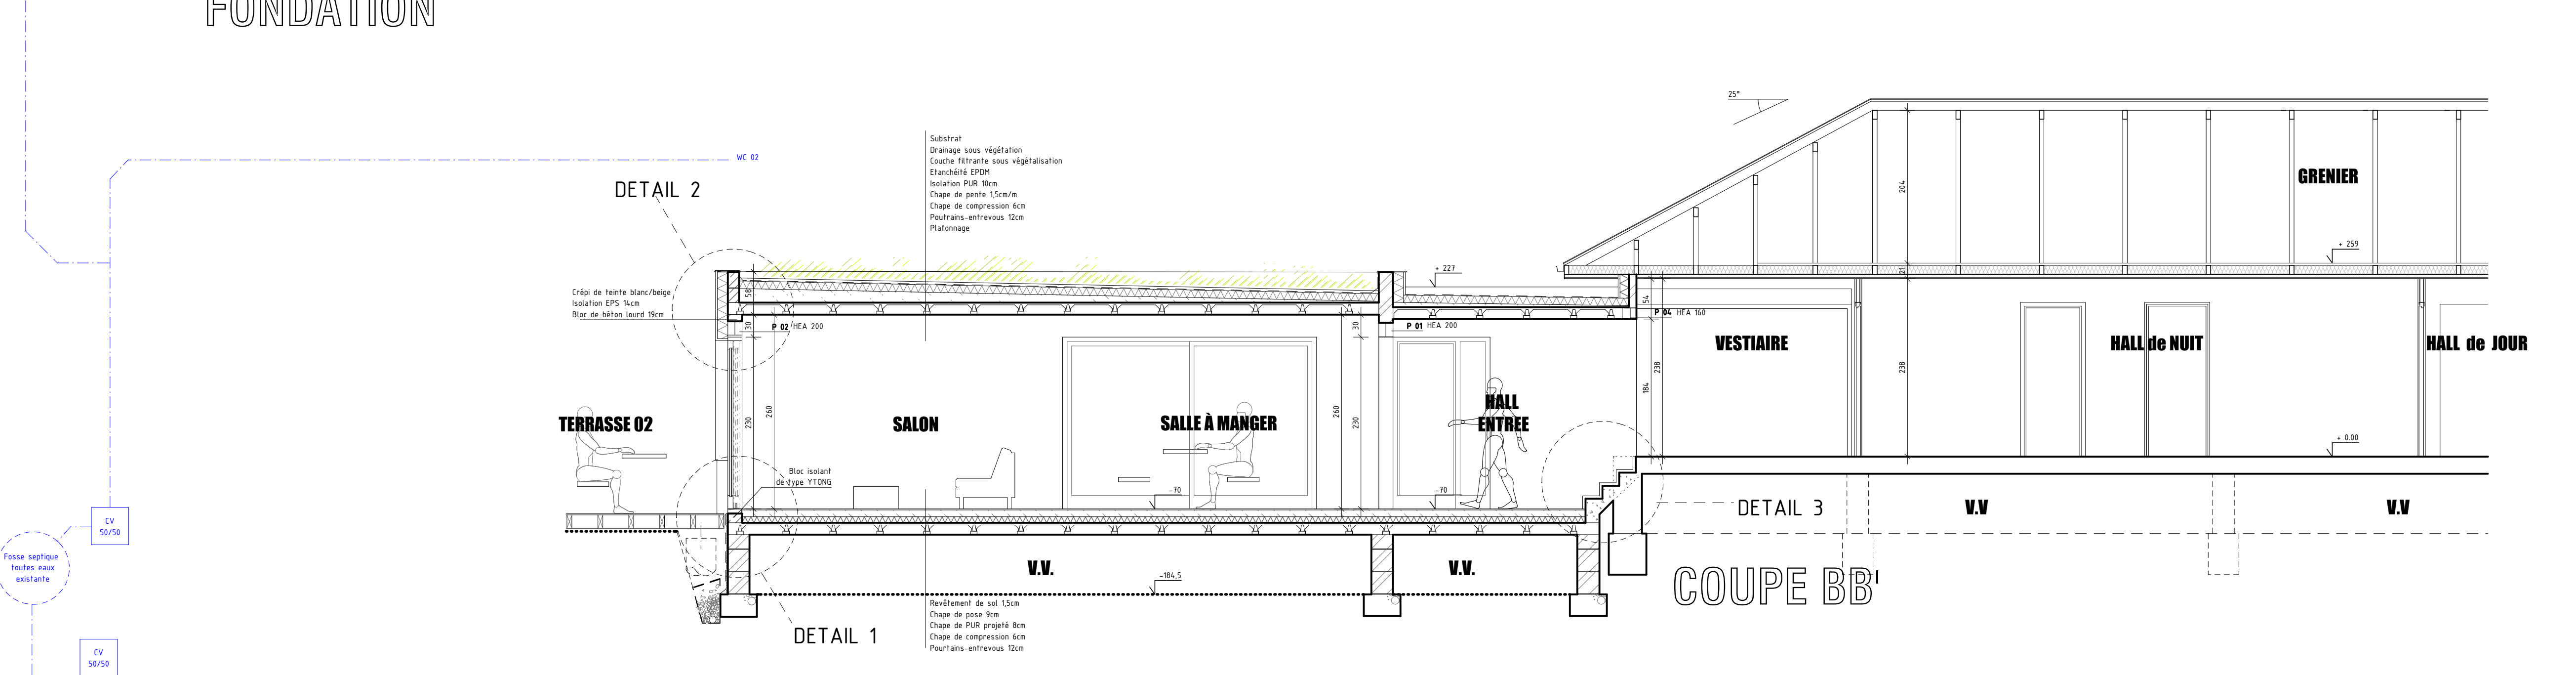 FONDATION
25°
WC 02
Substrat
Drainage sous végétation
Couche filtrante sous végétalisation
Etanchéité EPDM
Isolation PUR 10cm
Chape de pente 1,5cm/m
Chape de compression 6cm
Poutrains-entrevous 12cm
Plafonnage
DETAIL 2
204
GRENIER
+ 259
21
+ 227
Crépi de teinte blanc/beige
Isolation EPS 14cm
Bloc de béton lourd 19cm
58
54
30
P 02 HEA 200
30
P 01 HEA 200
P 04 HEA 160
VESTIAIRE
HALL de NUIT
HALL de JOUR
184
238
238
TERRASSE 02
230
260
SALON
SALLE À MANGER
260
230
HALL
ENTREE
+ 0.00
Bloc isolant
de type YTONG
-70
-70
DETAIL 3
V.V
V.V
CV
50/50
Fosse septique
toutes eaux
existante
V.V.
V.V.
-184,5
COUPE BB'
Revêtement de sol 1,5cm
Chape de pose 9cm
Chape de PUR projeté 8cm
Chape de compression 6cm
Pourtains-entrevous 12cm
DETAIL 1
CV
50/50